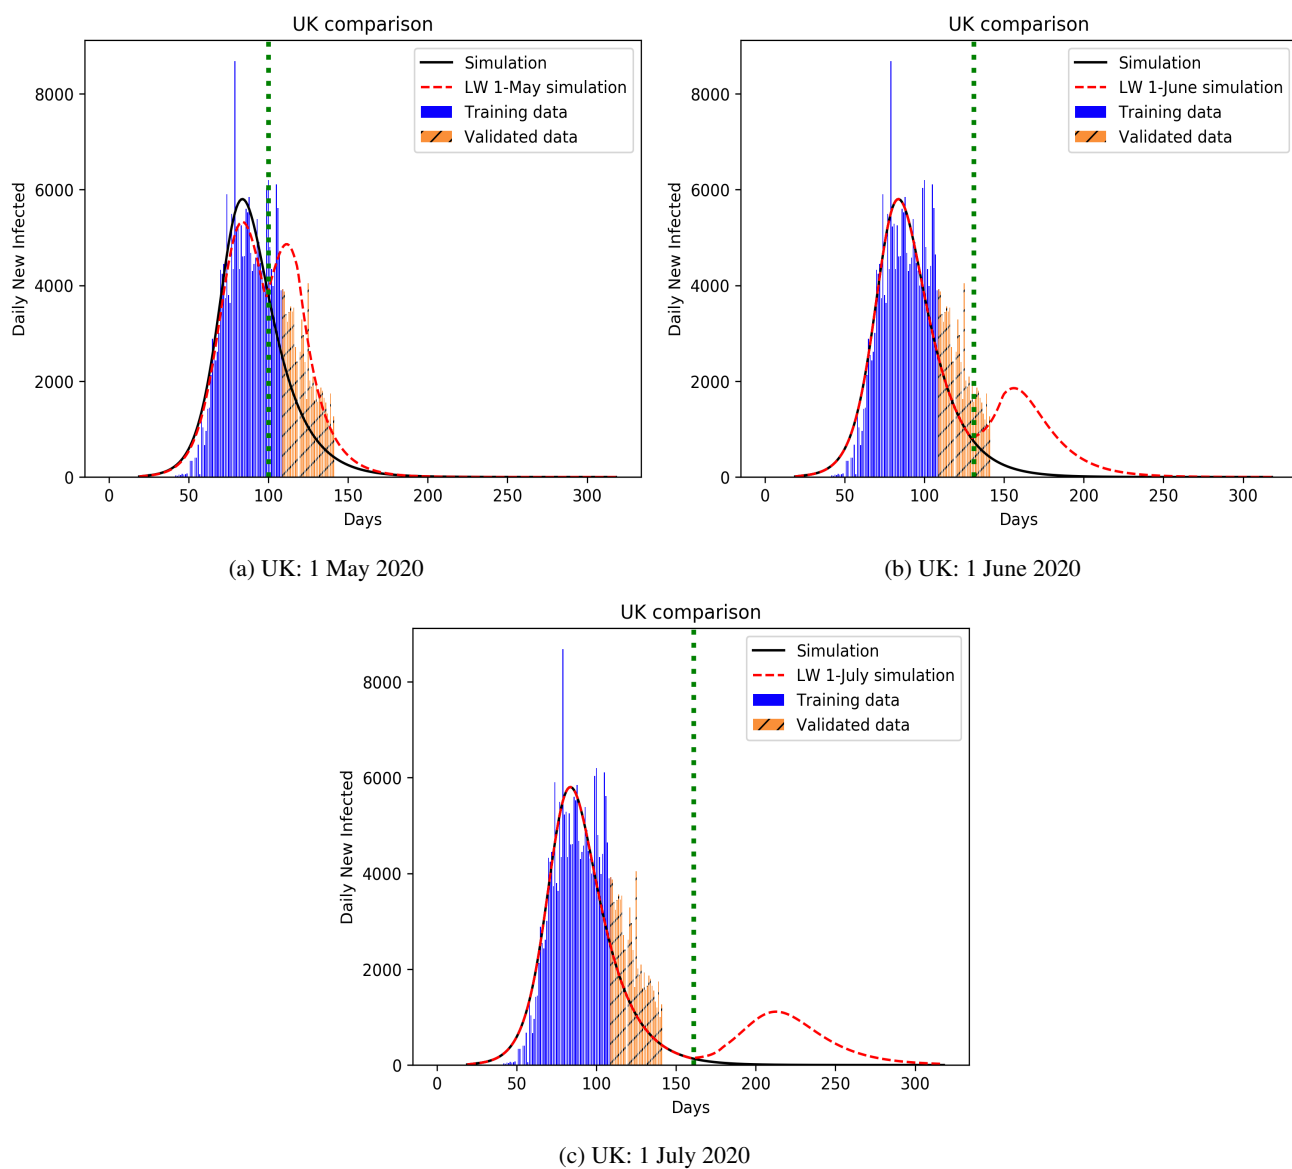 UK comparison
Simulation
LW 1-May simulation
Training data
Validated data
Daily New Infected
8000
6000
4000
2000
0
0 50 100 150 200 250 300
Days
(a) UK: 1 May 2020
UK comparison
Simulation
LW 1-June simulation
Training data
Validated data
Daily New Infected
8000
6000
4000
2000
0
0 50 100 150 200 250 300
Days
(b) UK: 1 June 2020
UK comparison
Simulation
LW 1-July simulation
Training data
Validated data
Daily New Infected
8000
6000
4000
2000
0
0 50 100 150 200 250 300
Days
(c) UK: 1 July 2020